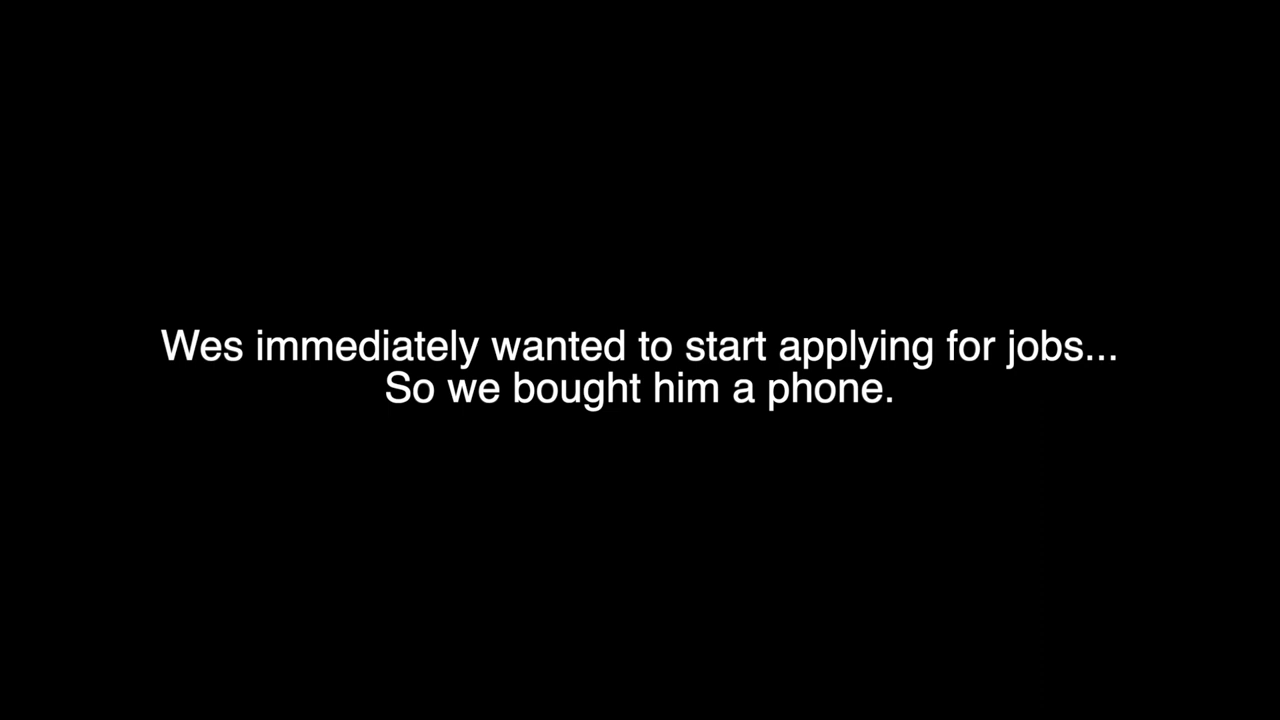 Wes immediately wanted to start applying for jobs...
So we bought him a phone.